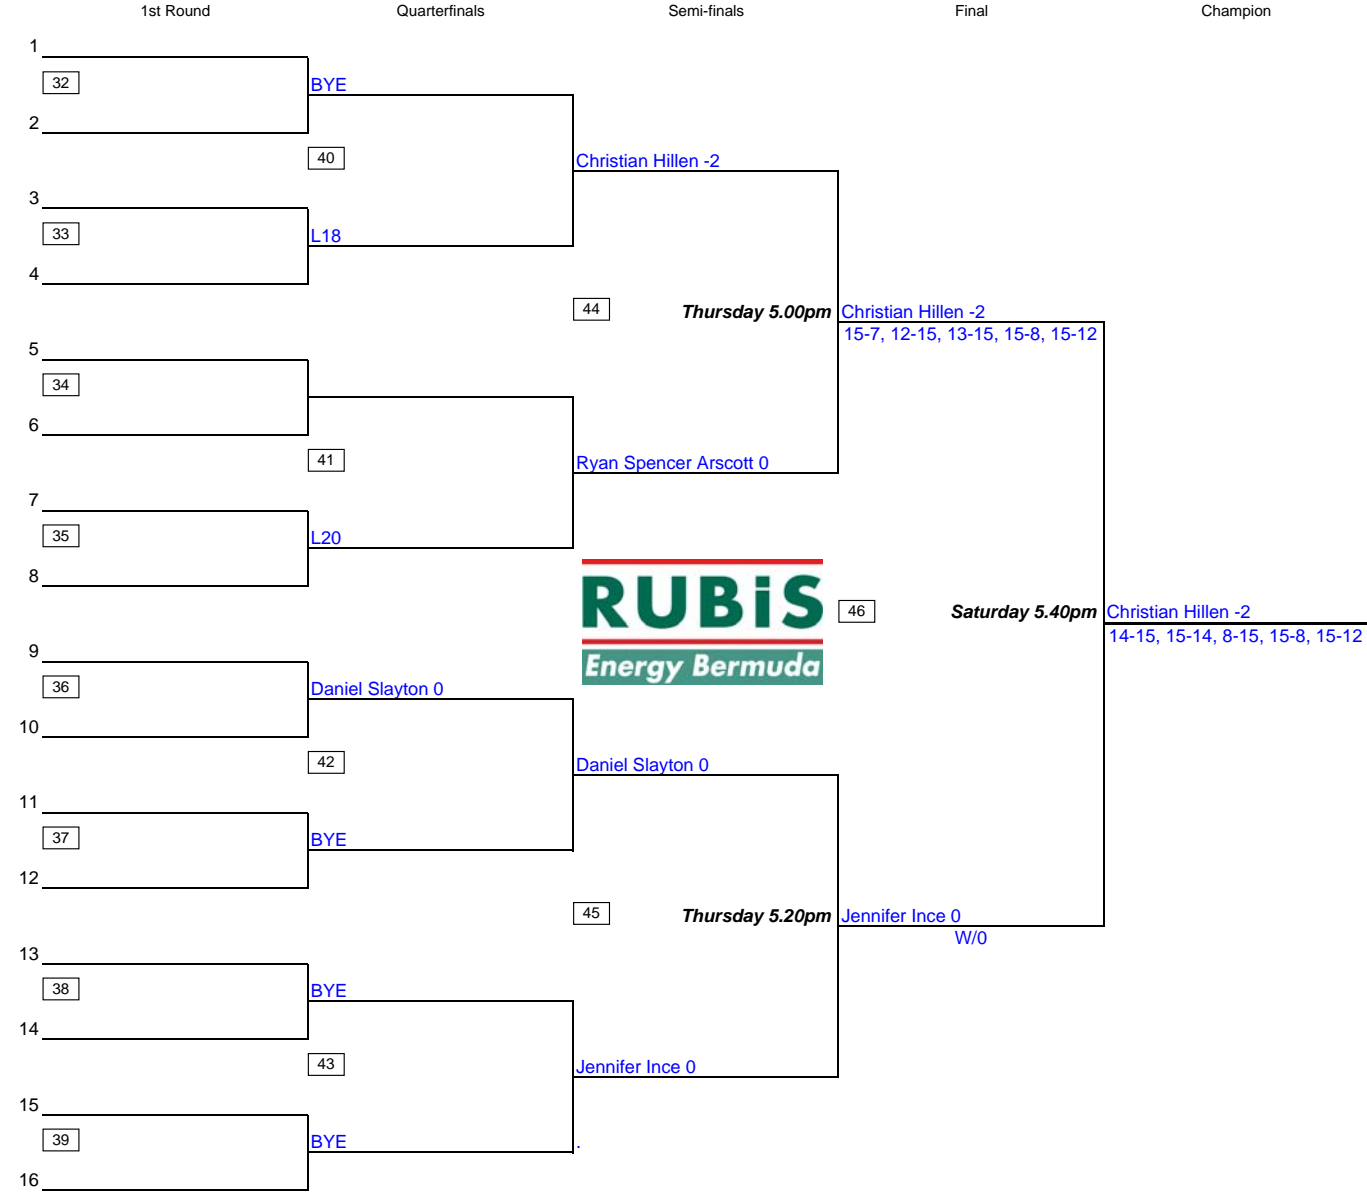 1st Round Quarterfinals Semi-finals Final Champion
1
32 BYE
2
40 Christian Hillen -2
3
33 L18
4
44 Thursday 5.00pm Christian Hillen -2
15-7, 12-15, 13-15, 15-8, 15-12
5
34
6
41 Ryan Spencer Arscott 0
7
35 L20
8
RUBiS
46 Saturday 5.40pm Christian Hillen -2
14-15, 15-14, 8-15, 15-8, 15-12
Energy Bermuda
9
36 Daniel Slayton 0
10
42 Daniel Slayton 0
11
37 BYE
12
45 Thursday 5.20pm Jennifer Ince 0
W/0
13
38 BYE
14
43 Jennifer Ince 0
15
39 BYE .
16